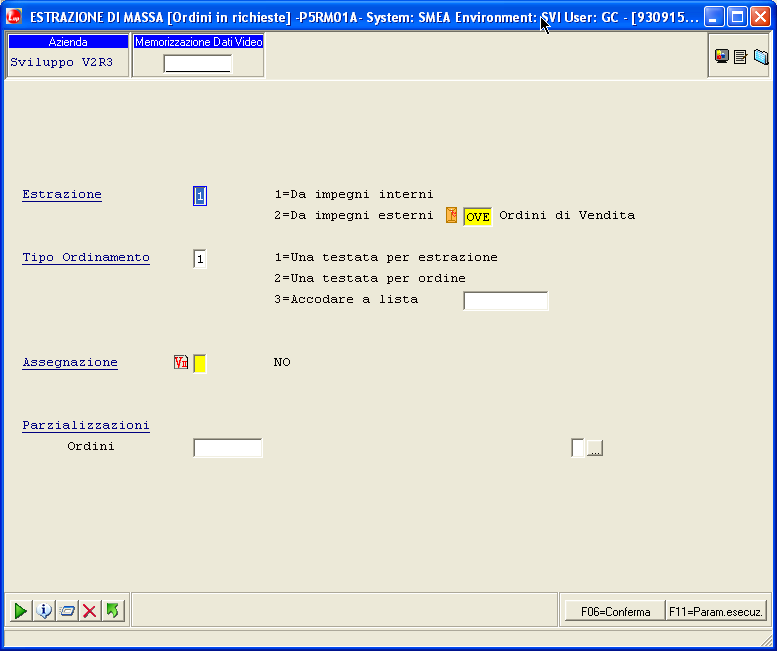 ESTRAZIONE DI MASSA [Ordini in richieste] -P5RM01A- System: SMEA Environment: SVI User: GC - [930915...
Azienda
Memorizzazione Dati Video
Sviluppo V2R3
Estrazione 1 1=Da impegni interni
2=Da impegni esterni OVE Ordini di Vendita
Tipo Ordinamento 1 1=Una testata per estrazione
2=Una testata per ordine
3=Accodare a lista
Assegnazione NO
Parzializzazioni
Ordini ...
F06=Conferma F11=Param.esecuz.